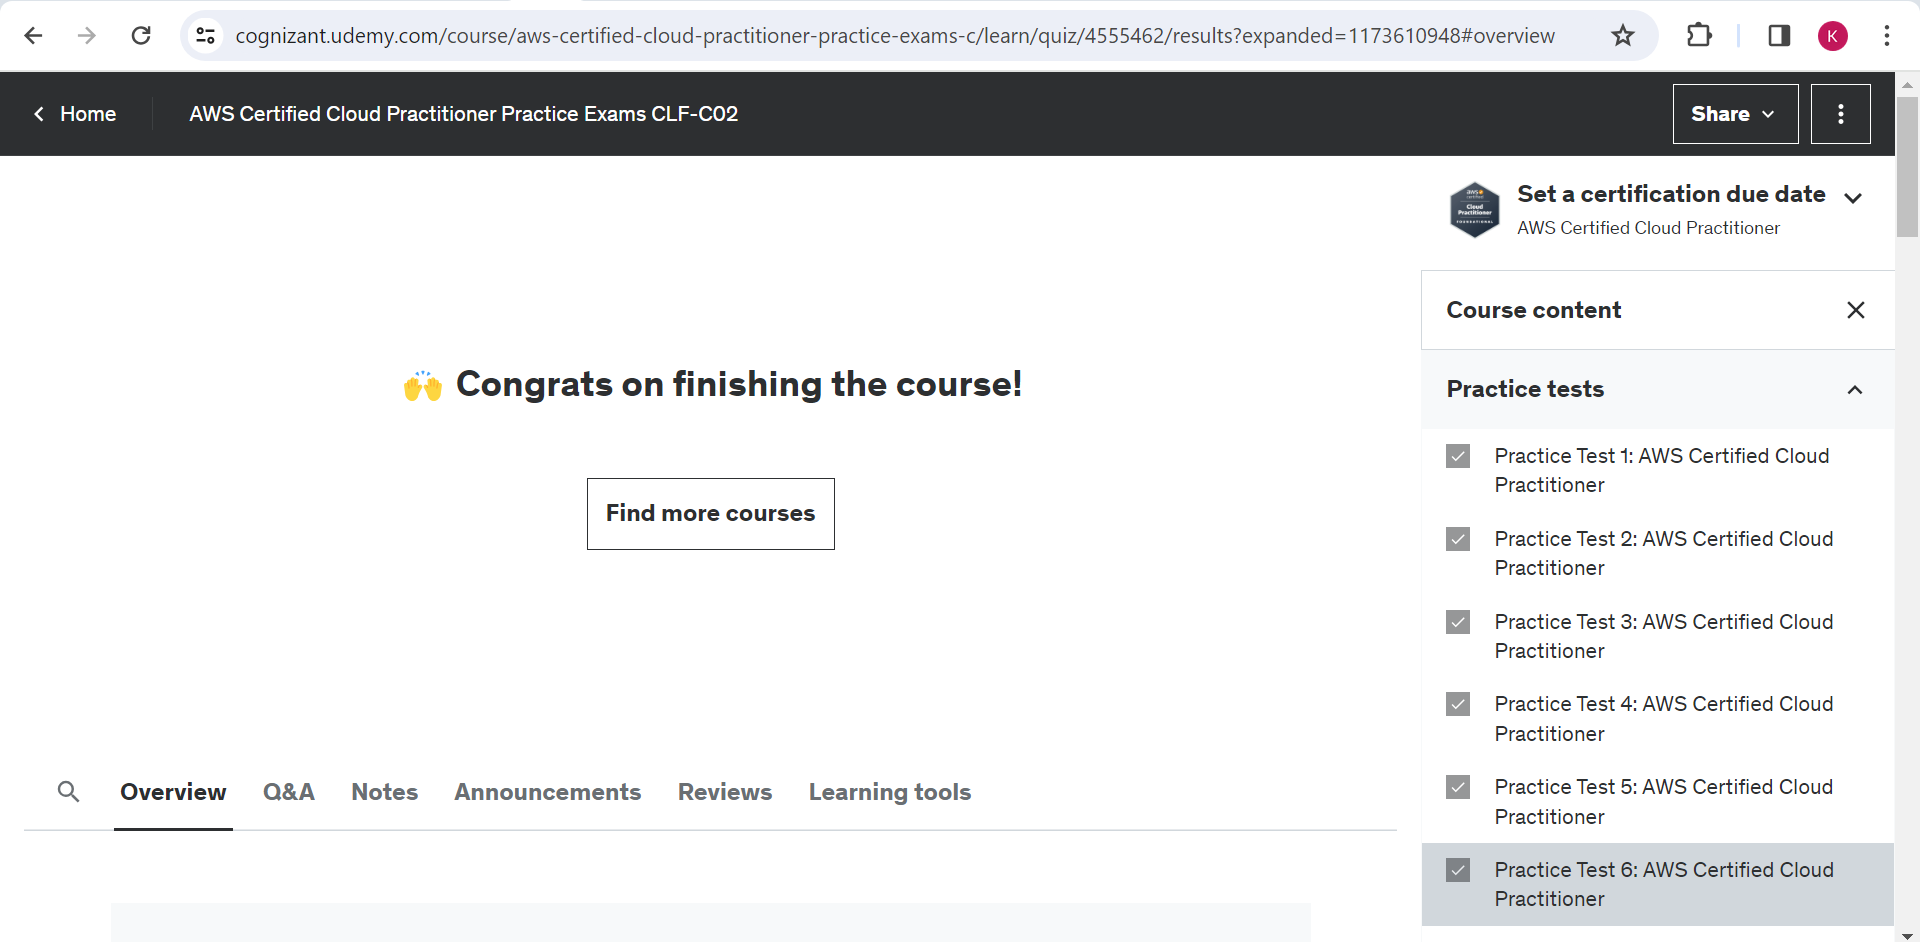 cognizant.udemy.com/course/aws-certified-cloud-practitioner-practice-exams-c/learn/quiz/4555462/results?expanded=1173610948#overview
K
Home
AWS Certified Cloud Practitioner Practice Exams CLF-C02
Share
aws
certified
Cloud
Practitioner
FOUNDATIONAL
Set a certification due date
AWS Certified Cloud Practitioner
Course content
Practice tests
Practice Test 1: AWS Certified Cloud
Practitioner
Practice Test 2: AWS Certified Cloud
Practitioner
Practice Test 3: AWS Certified Cloud
Practitioner
Practice Test 4: AWS Certified Cloud
Practitioner
Practice Test 5: AWS Certified Cloud
Practitioner
Practice Test 6: AWS Certified Cloud
Practitioner
🙌 Congrats on finishing the course!
Find more courses
Overview Q&A Notes Announcements Reviews Learning tools